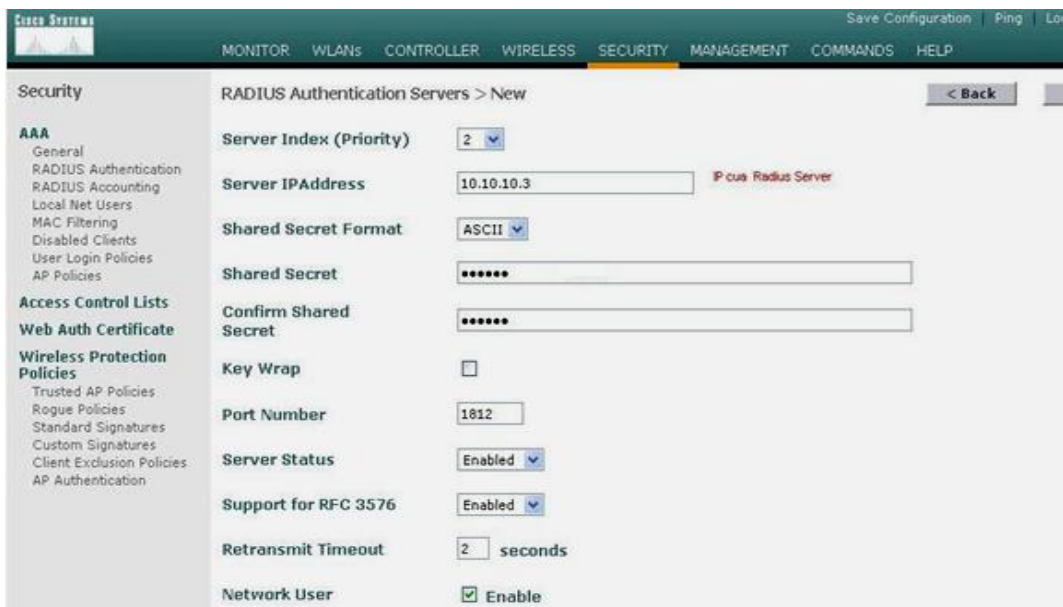 CISCO SYSTEMS
Save Configuration | Ping |
MONITOR WLANs CONTROLLER WIRELESS SECURITY MANAGEMENT COMMANDS HELP
Security
AAA
General
RADIUS Authentication
RADIUS Accounting
Local Net Users
MAC Filtering
Disabled Clients
User Login Policies
AP Policies
Access Control Lists
Web Auth Certificate
Wireless Protection
Policies
Trusted AP Policies
Rogue Policies
Standard Signatures
Custom Signatures
Client Exclusion Policies
AP Authentication
RADIUS Authentication Servers > New
< Back
Server Index (Priority) 2
Server IPAddress 10.10.10.3 IP cua Radius Server
Shared Secret Format ASCII
Shared Secret ••••••
Confirm Shared
Secret ••••••
Key Wrap
Port Number 1812
Server Status Enabled
Support for RFC 3576 Enabled
Retransmit Timeout 2 seconds
Network User Enable